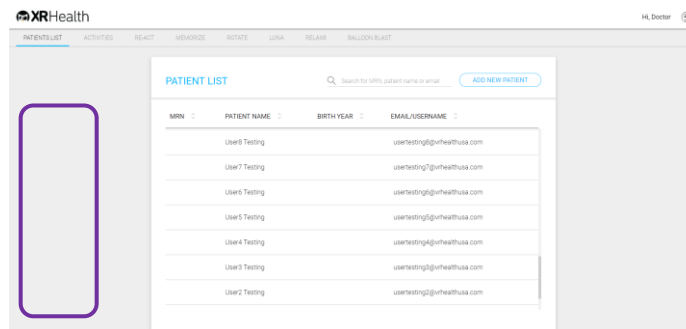 XRHealth
Hi, Doctor
PATIENTS LIST ACTIVITIES RE-ACT MEMORIZE ROTATE LUNA RELAX8 BALLOON BLAST
PATIENT LIST
Search for MRN, patient name or email
ADD NEW PATIENT
MRN PATIENT NAME BIRTH YEAR EMAIL/USERNAME
User8 Testing usertesting8@vrhealthusa.com
User7 Testing usertesting7@vrhealthusa.com
User6 Testing usertesting6@vrhealthusa.com
User5 Testing usertesting5@vrhealthusa.com
User4 Testing usertesting4@vrhealthusa.com
User3 Testing usertesting3@vrhealthusa.com
User2 Testing usertesting2@vrhealthusa.com